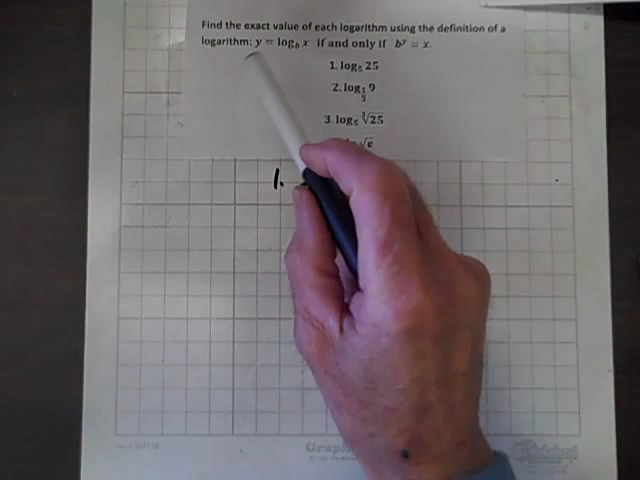 Find the exact value of each logarithm using the definition of a
logarithm: y = log_b x if and only if b^y = x.
1. log_5 25
2. log_{1/3} 9
3. log_5 ∛25
√e
1.
Graph